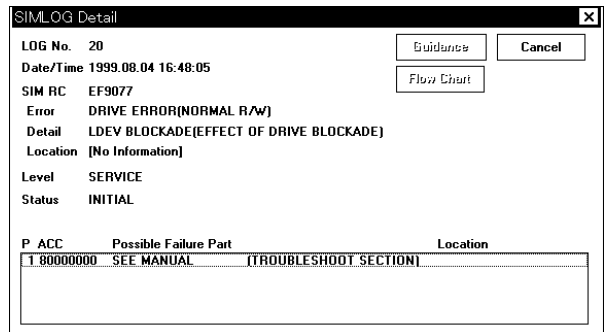 SIMLOG Detail
LOG No. 20
Guidance
Cancel
Date/Time 1999.08.04 16:48:05
Flow Chart
SIM RC EF9077
Error DRIVE ERROR(NORMAL R/W)
Detail LDEV BLOCKADE(EFFECT OF DRIVE BLOCKADE)
Location [No Information]
Level SERVICE
Status INITIAL
P ACC Possible Failure Part Location
1 80000000 SEE MANUAL (TROUBLESHOOT SECTION)